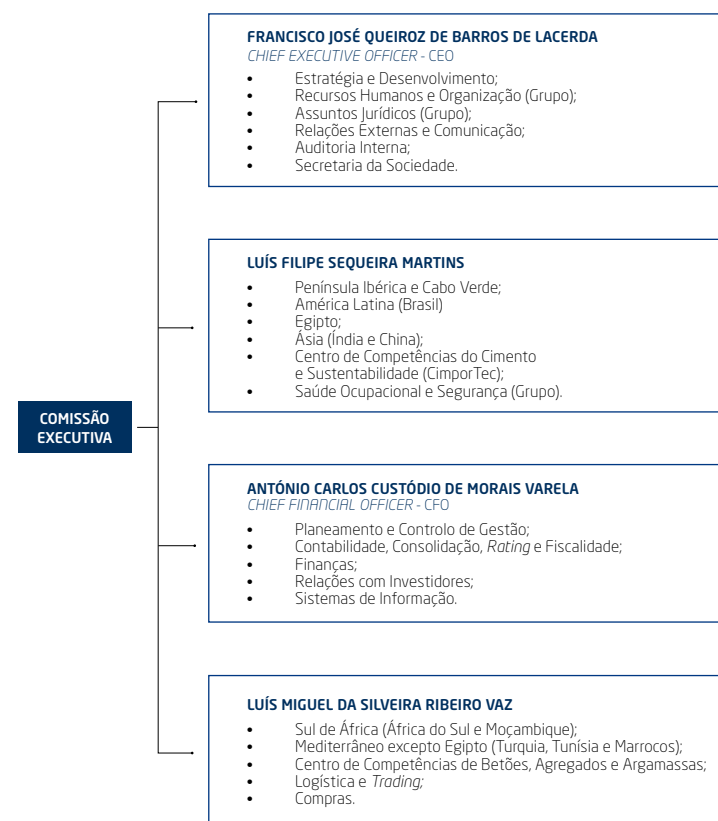 FRANCISCO JOSÉ QUEIROZ DE BARROS DE LACERDA
CHIEF EXECUTIVE OFFICER - CEO
• Estratégia e Desenvolvimento;
• Recursos Humanos e Organização (Grupo);
• Assuntos Jurídicos (Grupo);
• Relações Externas e Comunicação;
• Auditoria Interna;
• Secretaria da Sociedade.
LUÍS FILIPE SEQUEIRA MARTINS
• Península Ibérica e Cabo Verde;
• América Latina (Brasil)
• Egipto;
• Ásia (Índia e China);
• Centro de Competências do Cimento
e Sustentabilidade (CimporTec);
• Saúde Ocupacional e Segurança (Grupo).
COMISSÃO
EXECUTIVA
ANTÓNIO CARLOS CUSTÓDIO DE MORAIS VARELA
CHIEF FINANCIAL OFFICER - CFO
• Planeamento e Controlo de Gestão;
• Contabilidade, Consolidação, Rating e Fiscalidade;
• Finanças;
• Relações com Investidores;
• Sistemas de Informação.
LUÍS MIGUEL DA SILVEIRA RIBEIRO VAZ
• Sul de África (África do Sul e Moçambique);
• Mediterrâneo excepto Egipto (Turquia, Tunísia e Marrocos);
• Centro de Competências de Betões, Agregados e Argamassas;
• Logística e Trading;
• Compras.